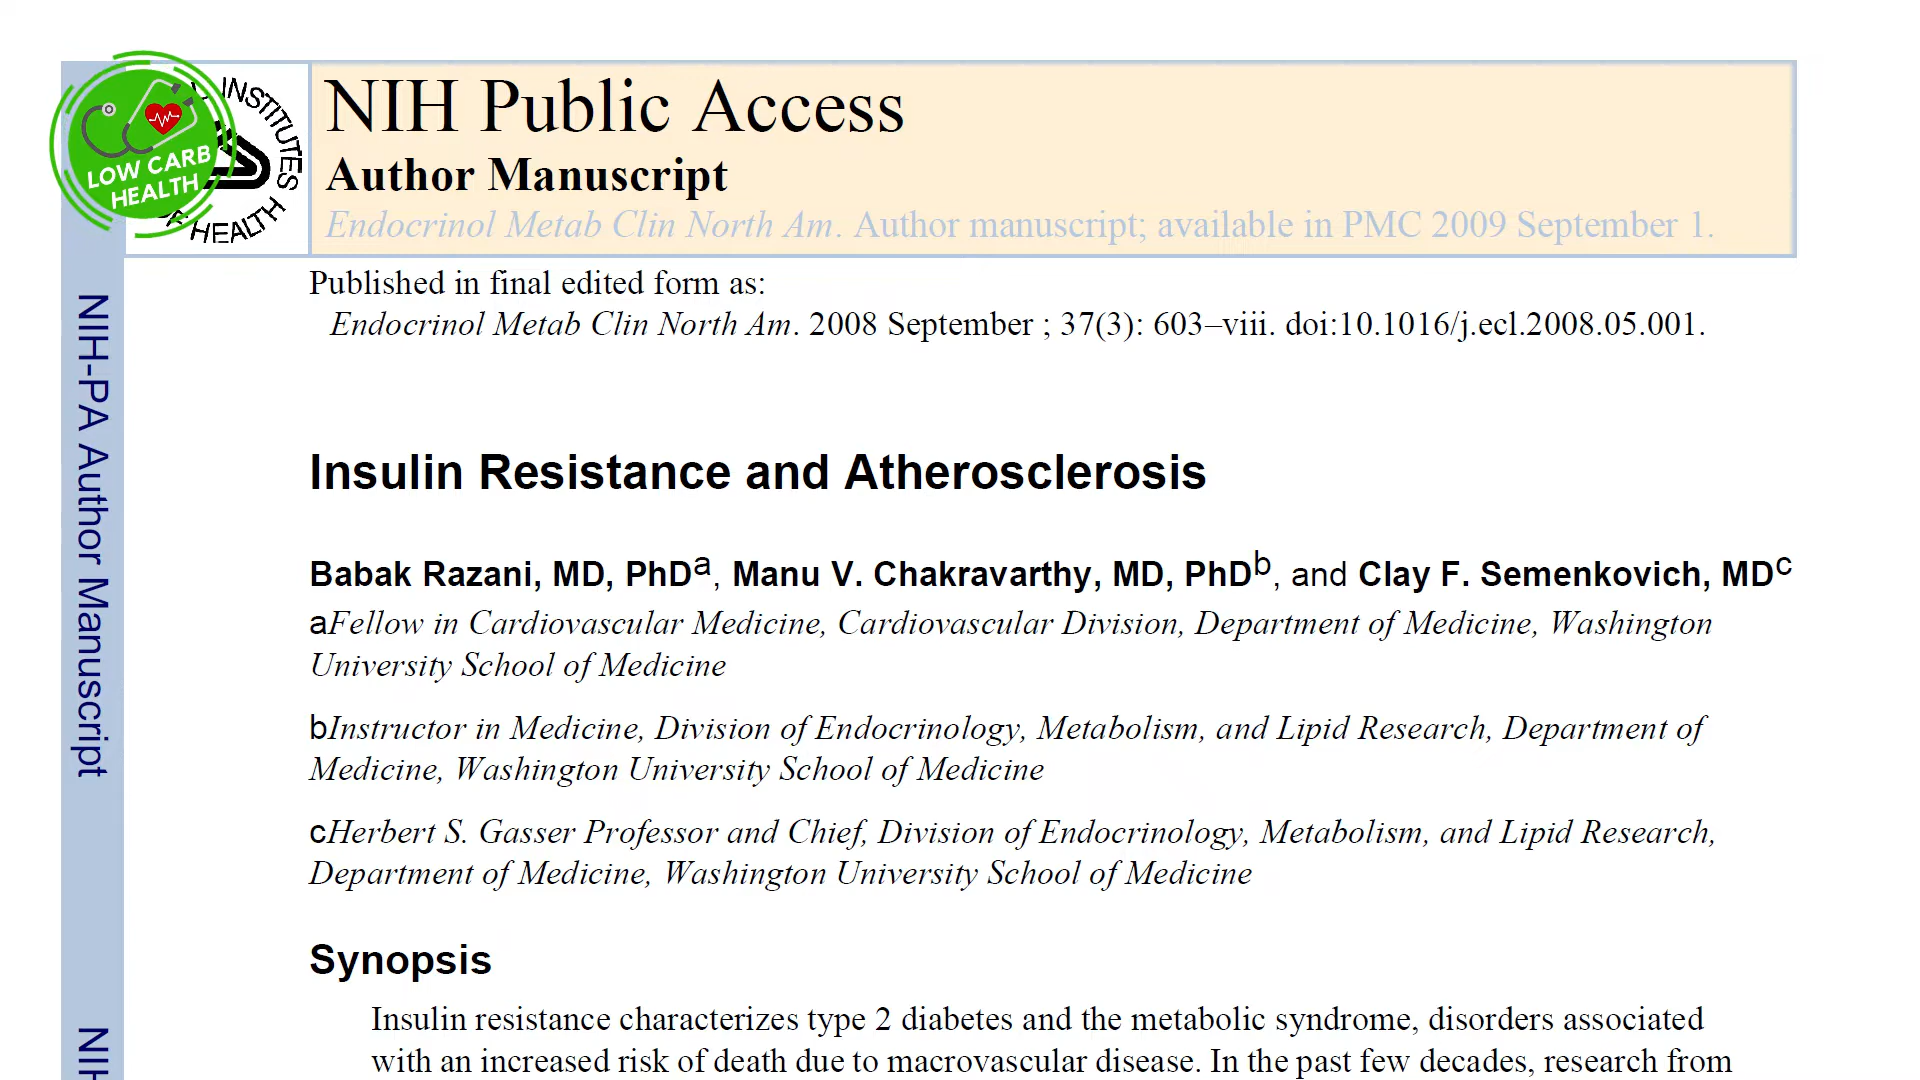 LOW CARB
HEALTH
INSTITUTES
OF HEALTH
NIH Public Access
Author Manuscript
Endocrinol Metab Clin North Am. Author manuscript; available in PMC 2009 September 1.
Published in final edited form as:
Endocrinol Metab Clin North Am. 2008 September ; 37(3): 603–viii. doi:10.1016/j.ecl.2008.05.001.
NIH-PA Author Manuscript
Insulin Resistance and Atherosclerosis
Babak Razani, MD, PhDa, Manu V. Chakravarthy, MD, PhDb, and Clay F. Semenkovich, MDc
aFellow in Cardiovascular Medicine, Cardiovascular Division, Department of Medicine, Washington
University School of Medicine
bInstructor in Medicine, Division of Endocrinology, Metabolism, and Lipid Research, Department of
Medicine, Washington University School of Medicine
cHerbert S. Gasser Professor and Chief, Division of Endocrinology, Metabolism, and Lipid Research,
Department of Medicine, Washington University School of Medicine
Synopsis
Insulin resistance characterizes type 2 diabetes and the metabolic syndrome, disorders associated
with an increased risk of death due to macrovascular disease. In the past few decades, research from